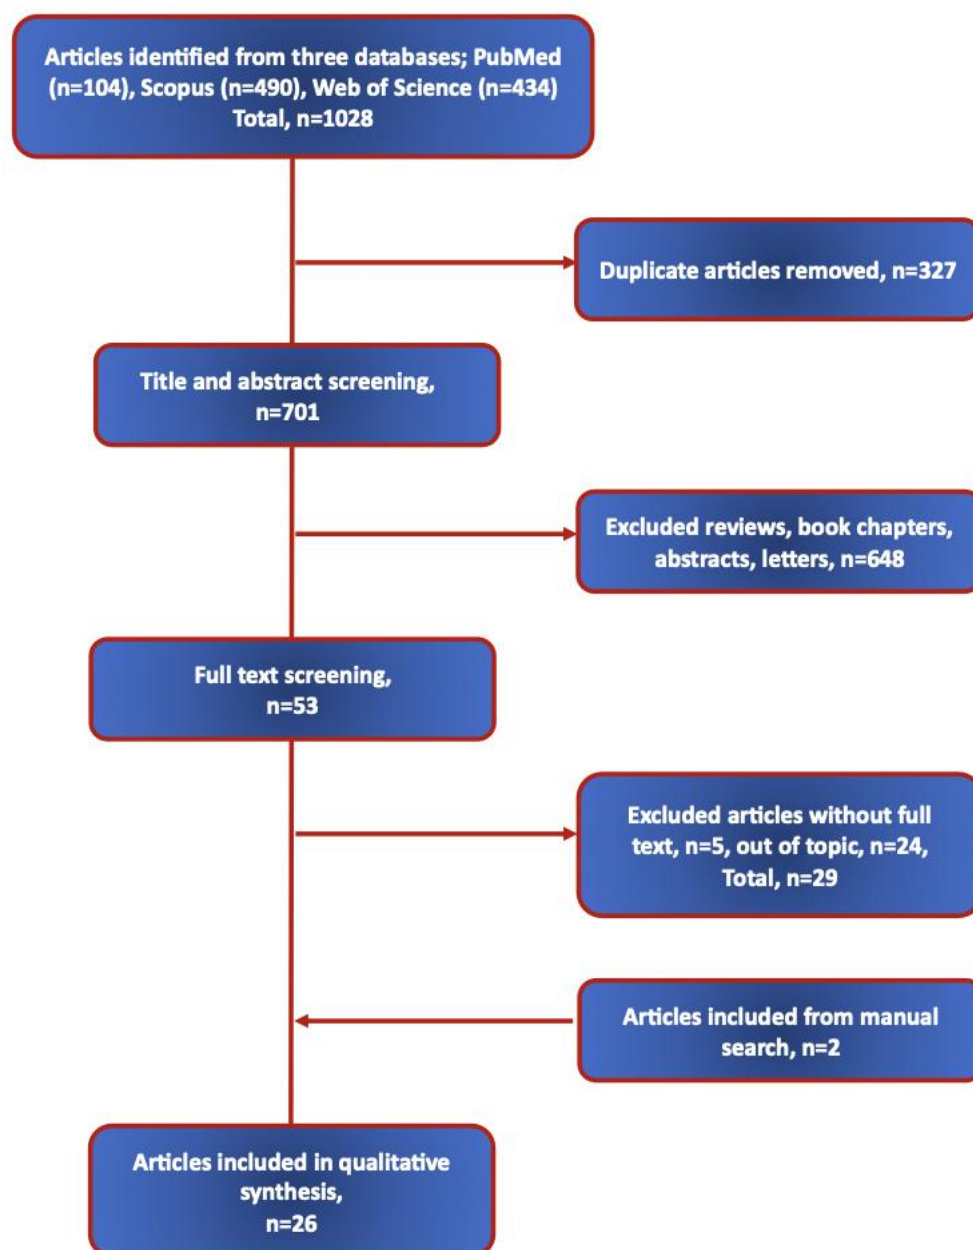 Articles identified from three databases; PubMed
(n=104), Scopus (n=490), Web of Science (n=434)
Total, n=1028
Duplicate articles removed, n=327
Title and abstract screening,
n=701
Excluded reviews, book chapters,
abstracts, letters, n=648
Full text screening,
n=53
Excluded articles without full
text, n=5, out of topic, n=24,
Total, n=29
Articles included from manual
search, n=2
Articles included in qualitative
synthesis,
n=26